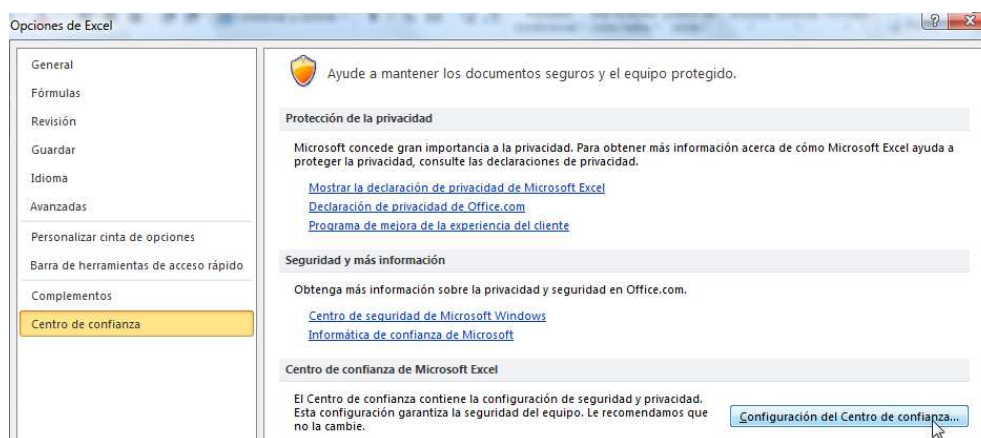 Opciones de Excel
General
Fórmulas
Revisión
Guardar
Idioma
Avanzadas
Personalizar cinta de opciones
Barra de herramientas de acceso rápido
Complementos
Centro de confianza
Ayude a mantener los documentos seguros y el equipo protegido.
Protección de la privacidad
Microsoft concede gran importancia a la privacidad. Para obtener más información acerca de cómo Microsoft Excel ayuda a
proteger la privacidad, consulte las declaraciones de privacidad.
Mostrar la declaración de privacidad de Microsoft Excel
Declaración de privacidad de Office.com
Programa de mejora de la experiencia del cliente
Seguridad y más información
Obtenga más información sobre la privacidad y seguridad en Office.com.
Centro de seguridad de Microsoft Windows
Informática de confianza de Microsoft
Centro de confianza de Microsoft Excel
El Centro de confianza contiene la configuración de seguridad y privacidad.
Esta configuración garantiza la seguridad del equipo. Le recomendamos que
no la cambie.
Configuración del Centro de confianza...